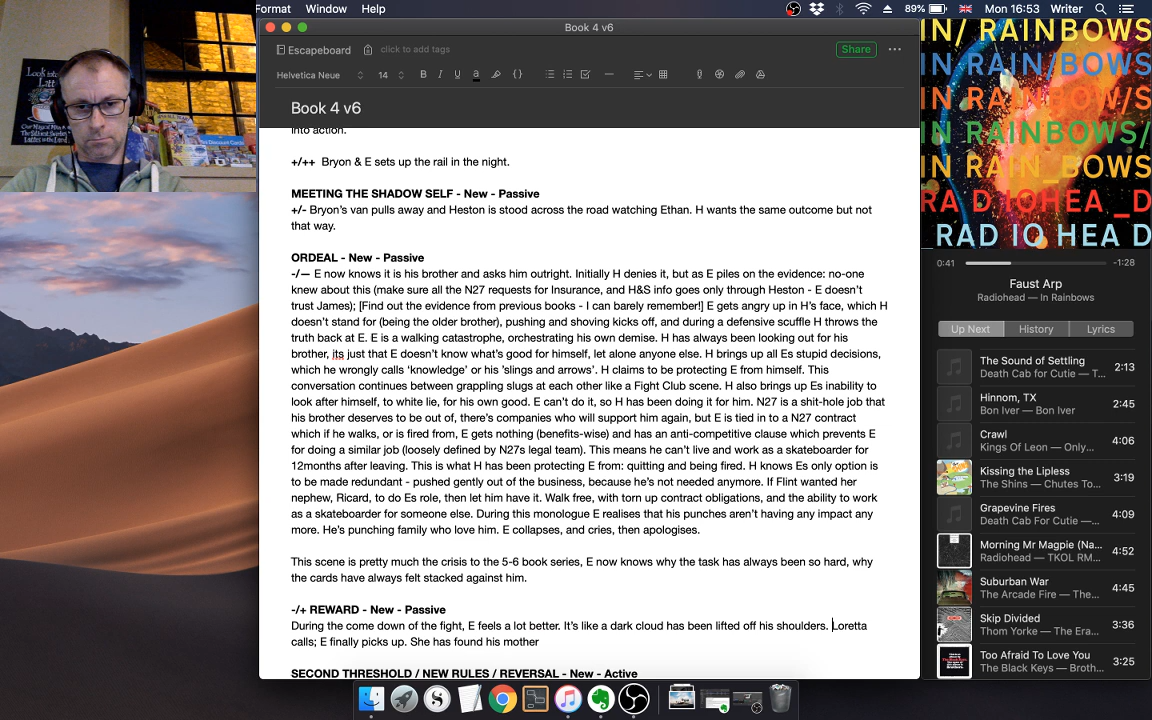 Format Window Help
89% Mon 16:53 Writer
Book 4 v6
Escapeboard click to add tags
Share
Helvetica Neue 14 B I U a
Book 4 v6
into action.
+/++ Bryon & E sets up the rail in the night.
MEETING THE SHADOW SELF - New - Passive
+/- Bryon's van pulls away and Heston is stood across the road watching Ethan. H wants the same outcome but not
that way.
ORDEAL - New - Passive
-/— E now knows it is his brother and asks him outright. Initially H denies it, but as E piles on the evidence: no-one
knew about this (make sure all the N27 requests for Insurance, and H&S info goes only through Heston - E doesn't
trust James); [Find out the evidence from previous books - I can barely remember!] E gets angry up in H's face, which H
doesn't stand for (being the older brother), pushing and shoving kicks off, and during a defensive scuffle H throws the
truth back at E. E is a walking catastrophe, orchestrating his own demise. H has always been looking out for his
brother, its just that E doesn't know what's good for himself, let alone anyone else. H brings up all Es stupid decisions,
which he wrongly calls 'knowledge' or his 'slings and arrows'. H claims to be protecting E from himself. This
conversation continues between grappling slugs at each other like a Fight Club scene. H also brings up Es inability to
look after himself, to white lie, for his own good. E can't do it, so H has been doing it for him. N27 is a shit-hole job that
his brother deserves to be out of, there's companies who will support him again, but E is tied in to a N27 contract
which if he walks, or is fired from, E gets nothing (benefits-wise) and has an anti-competitive clause which prevents E
for doing a similar job (loosely defined by N27s legal team). This means he can't live and work as a skateboarder for
12months after leaving. This is what H has been protecting E from: quitting and being fired. H knows Es only option is
to be made redundant - pushed gently out of the business, because he's not needed anymore. If Flint wanted her
nephew, Ricard, to do Es role, then let him have it. Walk free, with torn up contract obligations, and the ability to work
as a skateboarder for someone else. During this monologue E realises that his punches aren't having any impact any
more. He's punching family who love him. E collapses, and cries, then apologises.
This scene is pretty much the crisis to the 5-6 book series, E now knows why the task has always been so hard, why
the cards have always felt stacked against him.
-/+ REWARD - New - Passive
During the come down of the fight, E feels a lot better. It's like a dark cloud has been lifted off his shoulders. Loretta
calls; E finally picks up. She has found his mother
SECOND THRESHOLD / NEW RULES / REVERSAL - New - Active
IN/ RAINBOWS
IN RAIN/BOWS
IN RAINBOW/S
IN RAINBOWS/
IN RAIN_BOWS
RA D IOHEA _D
_RAD IO HEA D
0:41 -1:28
Faust Arp
Radiohead — In Rainbows
Up Next History Lyrics
The Sound of Settling
Death Cab for Cutie — T... 2:13
Hinnom, TX
Bon Iver — Bon Iver 2:45
Crawl
Kings Of Leon — Only... 4:06
Kissing the Lipless
The Shins — Chutes To... 3:19
Grapevine Fires
Death Cab For Cutie —... 4:09
Morning Mr Magpie (Na...
Radiohead — TKOL RM... 4:52
Suburban War
The Arcade Fire — The... 4:45
Skip Divided
Thom Yorke — The Era... 3:36
Too Afraid To Love You
The Black Keys — Broth... 3:25